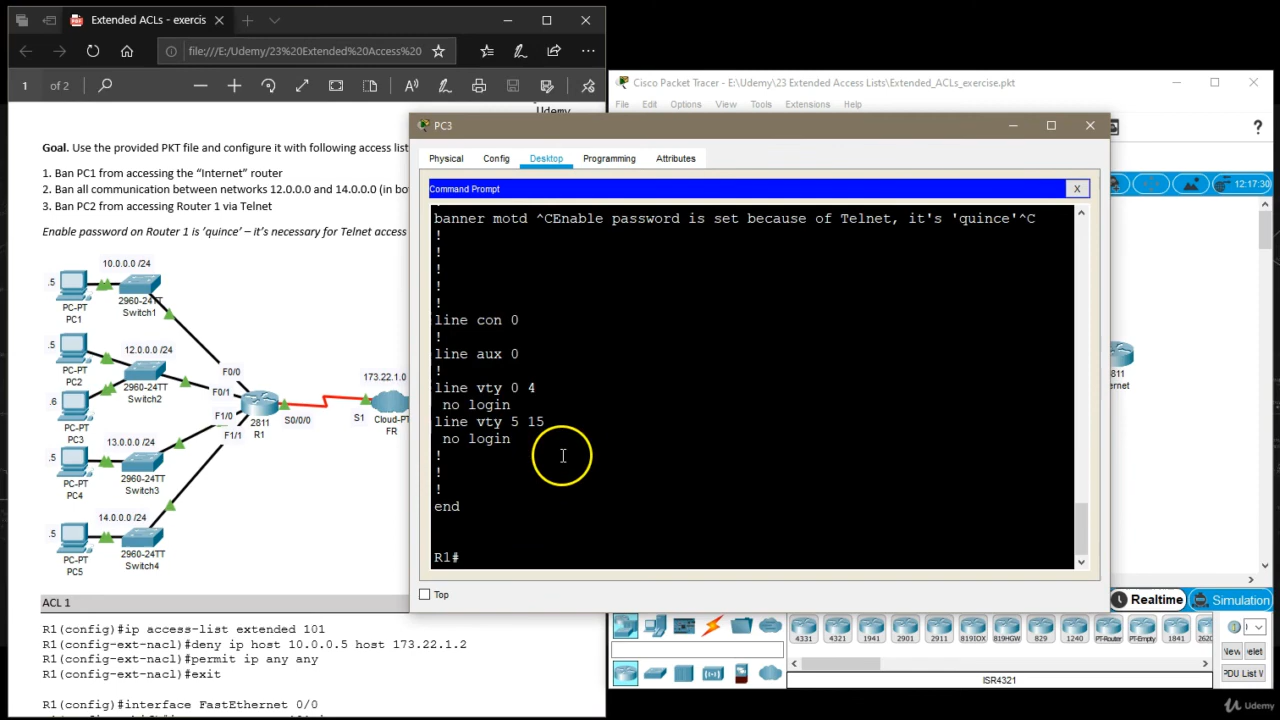 Extended ACLs - exercis
file:///E:/Udemy/23%20Extended%20Access%20
1 of 2
Udemy
Goal. Use the provided PKT file and configure it with following access list
1. Ban PC1 from accessing the “Internet” router
2. Ban all communication between networks 12.0.0.0 and 14.0.0.0 (in bo
3. Ban PC2 from accessing Router 1 via Telnet
Enable password on Router 1 is ‘quince’ – it’s necessary for Telnet access
10.0.0.0 /24
.5
PC-PT
PC1
2960-24TT
Switch1
.5
PC-PT
PC2
12.0.0.0 /24
2960-24TT
Switch2
.6
PC-PT
PC3
F0/0
F0/1
F1/0
F1/1
2811
R1
S0/0/0
173.22.1.0
S1
Cloud-PT
FR
13.0.0.0 /24
.5
PC-PT
PC4
2960-24TT
Switch3
14.0.0.0 /24
.5
PC-PT
PC5
2960-24TT
Switch4
ACL 1
R1(config)#ip access-list extended 101
R1(config-ext-nacl)#deny ip host 10.0.0.5 host 173.22.1.2
R1(config-ext-nacl)#permit ip any any
R1(config-ext-nacl)#exit
R1(config)#interface FastEthernet 0/0
Cisco Packet Tracer - E:\Udemy\23 Extended Access Lists\Extended_ACLs_exercise.pkt
File Edit Options View Tools Extensions Help
12:17:30
PC3
Physical Config Desktop Programming Attributes
Command Prompt
X
banner motd ^CEnable password is set because of Telnet, it's 'quince'^C
!
!
!
!
!
line con 0
!
line aux 0
!
line vty 0 4
no login
line vty 5 15
no login
!
!
!
end
R1#
Top
2811
ernet
Realtime Simulation
4331 4321 1941 2901 2911 819IOX 819HGW 829 1240 PT-Router PT-Empty 1841 2620
New elet
PDU List V
ISR4321
Udemy